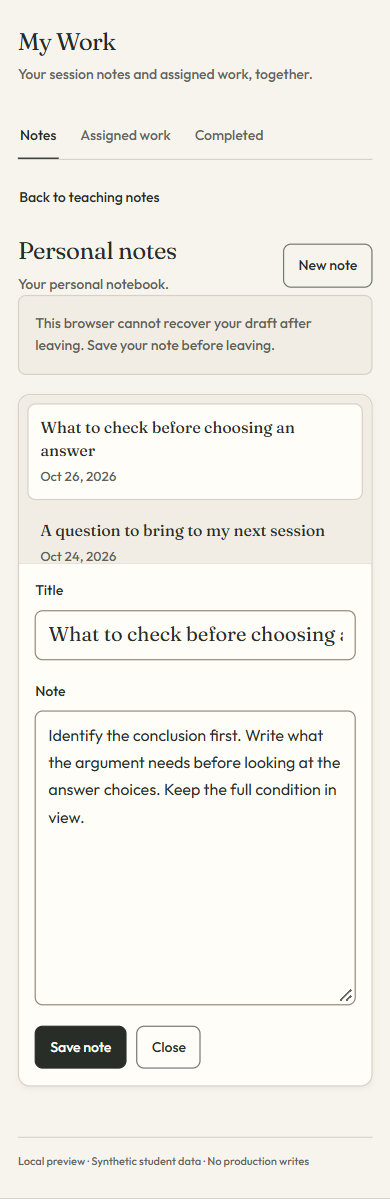 My Work
Your session notes and assigned work, together.
Notes
Assigned work
Completed
Back to teaching notes
Personal notes
New note
Your personal notebook.
This browser cannot recover your draft after
leaving. Save your note before leaving.
What to check before choosing an
answer
Oct 26, 2026
A question to bring to my next session
Oct 24, 2026
Title
What to check before choosing
Note
Identify the conclusion first. Write what
the argument needs before looking at the
answer choices. Keep the full condition in
view.
Save note
Close
Local preview · Synthetic student data · No production writes